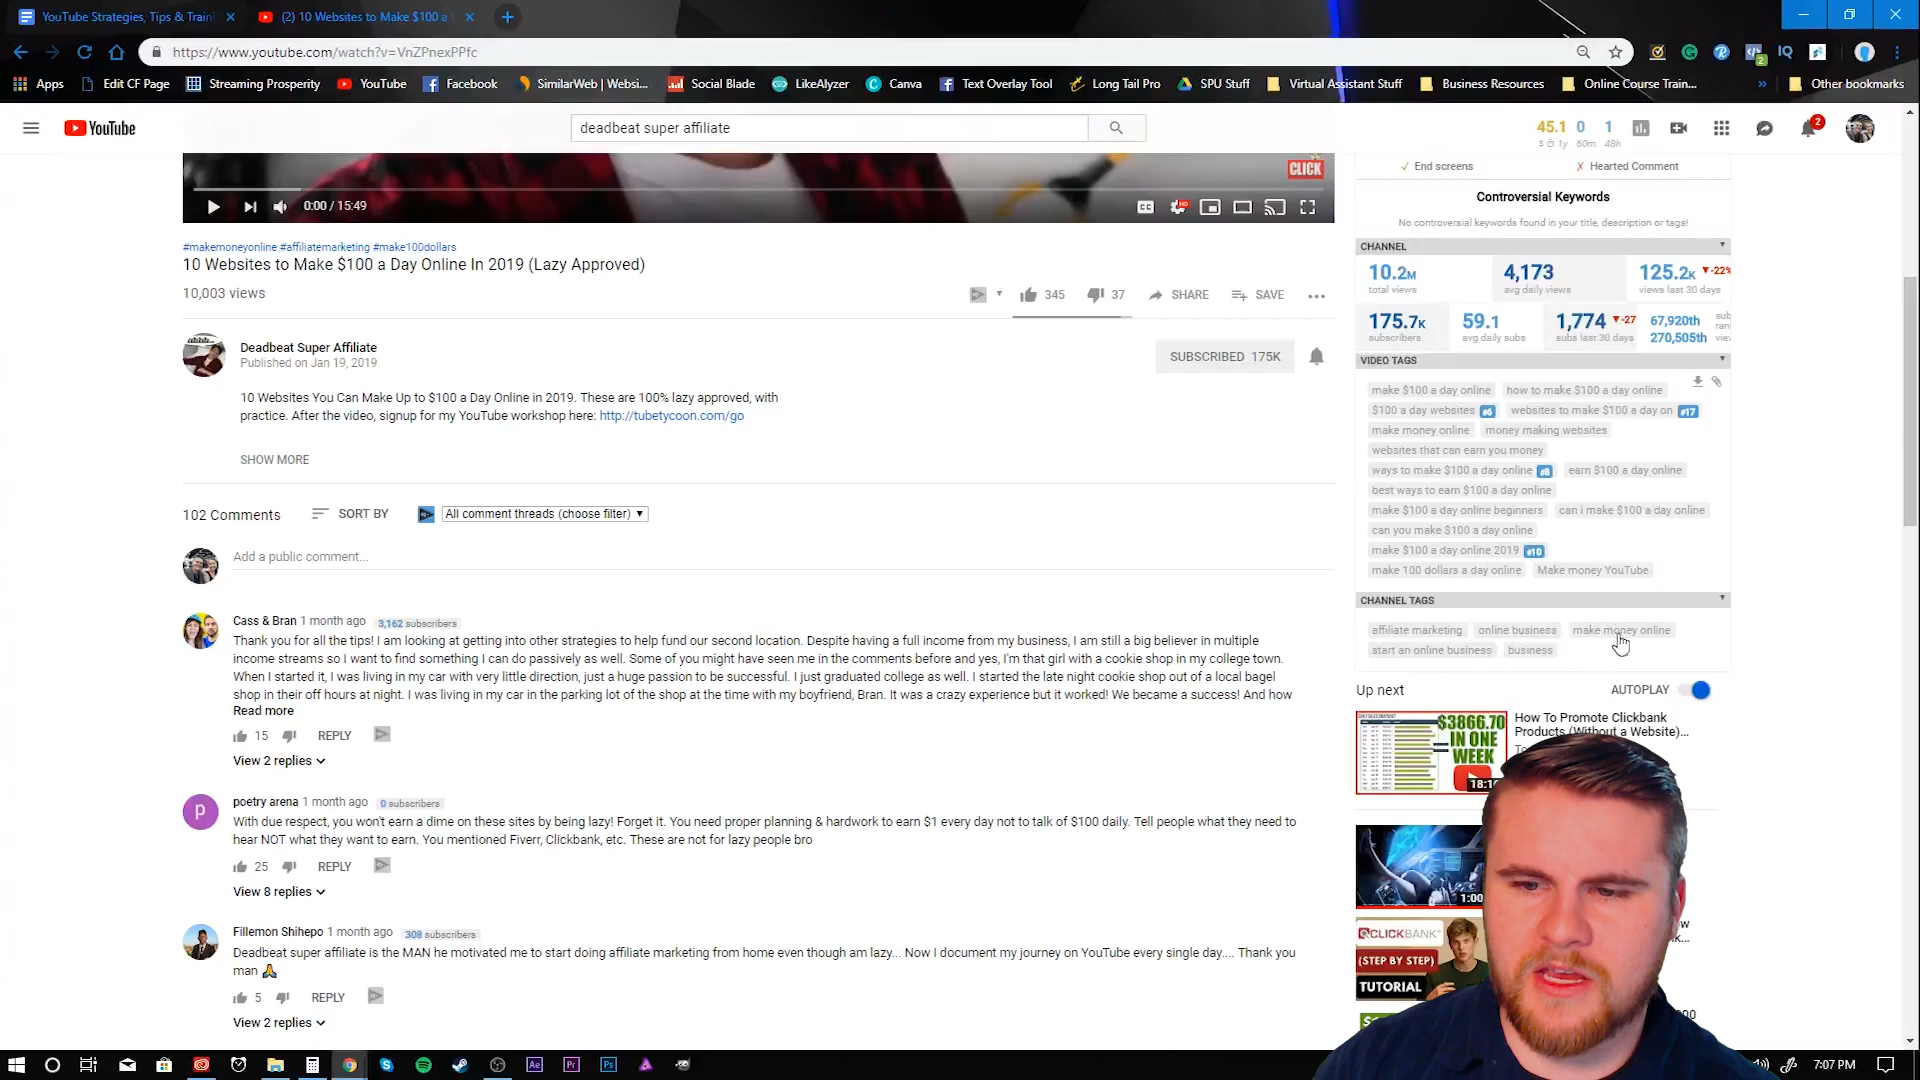 YouTube Strategies, Tips & Train
(2) 10 Websites to Make $100 a
https://www.youtube.com/watch?v=VnZPnexPPfc
Apps
Edit CF Page
Streaming Prosperity
YouTube
Facebook
SimilarWeb | Websi...
Social Blade
LikeAlyzer
Canva
Text Overlay Tool
Long Tail Pro
SPU Stuff
Virtual Assistant Stuff
Business Resources
Online Course Train...
Other bookmarks
YouTube
deadbeat super affiliate
45.1 0 1
1y 60m 48h
2
CLICK
0:00 / 15:49
#makemoneyonline #affiliatemarketing #make100dollars
10 Websites to Make $100 a Day Online In 2019 (Lazy Approved)
10,003 views
345
37
SHARE
SAVE
Deadbeat Super Affiliate
Published on Jan 19, 2019
SUBSCRIBED 175K
10 Websites You Can Make Up to $100 a Day Online in 2019. These are 100% lazy approved, with
practice. After the video, signup for my YouTube workshop here: http://tubetycoon.com/go
SHOW MORE
102 Comments
SORT BY
All comment threads (choose filter)
Add a public comment...
Cass & Bran 1 month ago 3,162 subscribers
Thank you for all the tips! I am looking at getting into other strategies to help fund our second location. Despite having a full income from my business, I am still a big believer in multiple
income streams so I want to find something I can do passively as well. Some of you might have seen me in the comments before and yes, I'm that girl with a cookie shop in my college town.
When I started it, I was living in my car with very little direction, just a huge passion to be successful. I just graduated college as well. I started the late night cookie shop out of a local bagel
shop in their off hours at night. I was living in my car in the parking lot of the shop at the time with my boyfriend, Bran. It was a crazy experience but it worked! We became a success! And how
Read more
15
REPLY
View 2 replies
p
poetry arena 1 month ago 0 subscribers
With due respect, you won't earn a dime on these sites by being lazy! Forget it. You need proper planning & hardwork to earn $1 every day not to talk of $100 daily. Tell people what they need to
hear NOT what they want to earn. You mentioned Fiverr, Clickbank, etc. These are not for lazy people bro
25
REPLY
View 8 replies
Fillemon Shihepo 1 month ago 308 subscribers
Deadbeat super affiliate is the MAN he motivated me to start doing affiliate marketing from home even though am lazy... Now I document my journey on YouTube every single day.... Thank you
man 🙏
5
REPLY
View 2 replies
✓ End screens
✗ Hearted Comment
Controversial Keywords
No controversial keywords found in your title, description or tags!
CHANNEL
10.2M 4,173 125.2K ▼-22%
total views avg daily views views last 30 days
175.7K 59.1 1,774 ▼-27 67,920th
subscribers avg daily subs subs last 30 days 270,505th
VIDEO TAGS
make $100 a day online how to make $100 a day online
$100 a day websites #6 websites to make $100 a day on #17
make money online money making websites
websites that can earn you money
ways to make $100 a day online #8 earn $100 a day online
best ways to earn $100 a day online
make $100 a day online beginners can i make $100 a day online
can you make $100 a day online
make $100 a day online 2019 #10
make 100 dollars a day online Make money YouTube
CHANNEL TAGS
affiliate marketing online business make money online
start an online business business
Up next
AUTOPLAY
$3866.70
IN ONE
WEEK
How To Promote Clickbank
Products (Without a Website)...
1:00
CLICKBANK
(STEP BY STEP)
TUTORIAL
7:07 PM